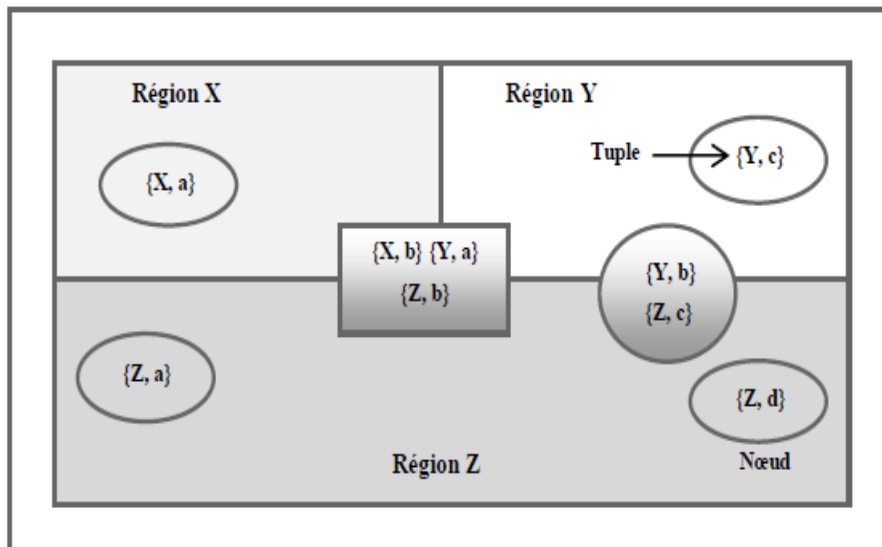 Région X
Région Y
Tuple
{Y, c}
{X, a}
{X, b} {Y, a}
{Z, b}
{Y, b}
{Z, c}
{Z, a}
{Z, d}
Région Z
Nœud